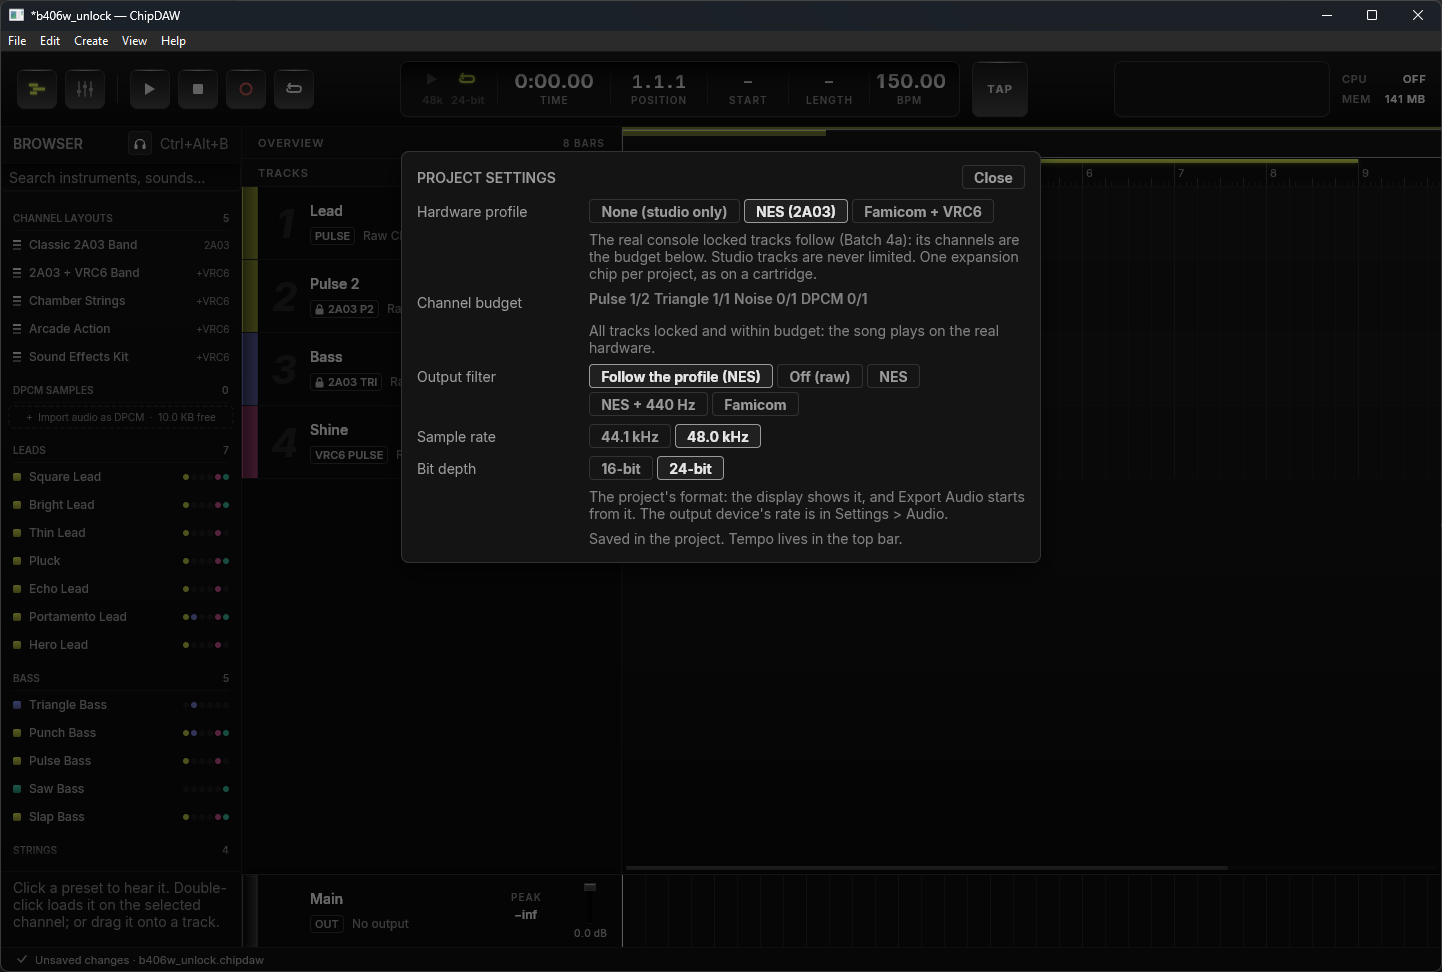 *b406w_unlock — ChipDAW
File Edit Create View Help
48k 24-bit
0:00.00
TIME
1.1.1
POSITION
–
START
–
LENGTH
150.00
BPM
TAP
CPU OFF
MEM 141 MB
BROWSER Ctrl+Alt+B
Search instruments, sounds...
CHANNEL LAYOUTS 5
Classic 2A03 Band 2A03
2A03 + VRC6 Band +VRC6
Chamber Strings +VRC6
Arcade Action +VRC6
Sound Effects Kit +VRC6
DPCM SAMPLES 0
+ Import audio as DPCM · 10.0 KB free
LEADS 7
Square Lead
Bright Lead
Thin Lead
Pluck
Echo Lead
Portamento Lead
Hero Lead
BASS 5
Triangle Bass
Punch Bass
Pulse Bass
Saw Bass
Slap Bass
STRINGS 4
Click a preset to hear it. Double-
click loads it on the selected
channel; or drag it onto a track.
OVERVIEW 8 BARS
TRACKS
1 Lead
PULSE Raw
2 Pulse 2
2A03 P2
3 Bass
2A03 TRI
4 Shine
VRC6 PULSE
6 7 8 9
PROJECT SETTINGS Close
Hardware profile None (studio only) NES (2A03) Famicom + VRC6
The real console locked tracks follow (Batch 4a): its channels are
the budget below. Studio tracks are never limited. One expansion
chip per project, as on a cartridge.
Channel budget Pulse 1/2 Triangle 1/1 Noise 0/1 DPCM 0/1
All tracks locked and within budget: the song plays on the real
hardware.
Output filter Follow the profile (NES) Off (raw) NES
NES + 440 Hz Famicom
Sample rate 44.1 kHz 48.0 kHz
Bit depth 16-bit 24-bit
The project's format: the display shows it, and Export Audio starts
from it. The output device's rate is in Settings > Audio.
Saved in the project. Tempo lives in the top bar.
Main
OUT No output
PEAK
–inf
0.0 dB
Unsaved changes · b406w_unlock.chipdaw